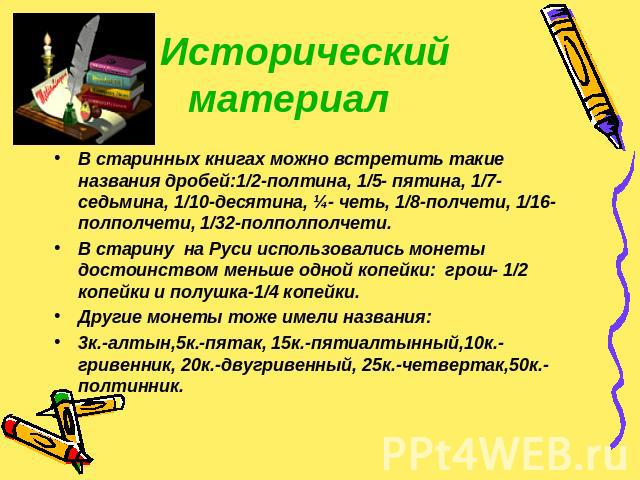 Исторический
материал
• В старинных книгах можно встретить такие
названия дробей:1/2-полтина, 1/5- пятина, 1/7-
седьмина, 1/10-десятина, ¼- четь, 1/8-полчети, 1/16-
полполчети, 1/32-полполполчети.
• В старину на Руси использовались монеты
достоинством меньше одной копейки: грош- 1/2
копейки и полушка-1/4 копейки.
• Другие монеты тоже имели названия:
• 3к.-алтын,5к.-пятак, 15к.-пятиалтынный,10к.-
гривенник, 20к.-двугривенный, 25к.-четвертак,50к.-
полтинник.
PPt4WEB.ru